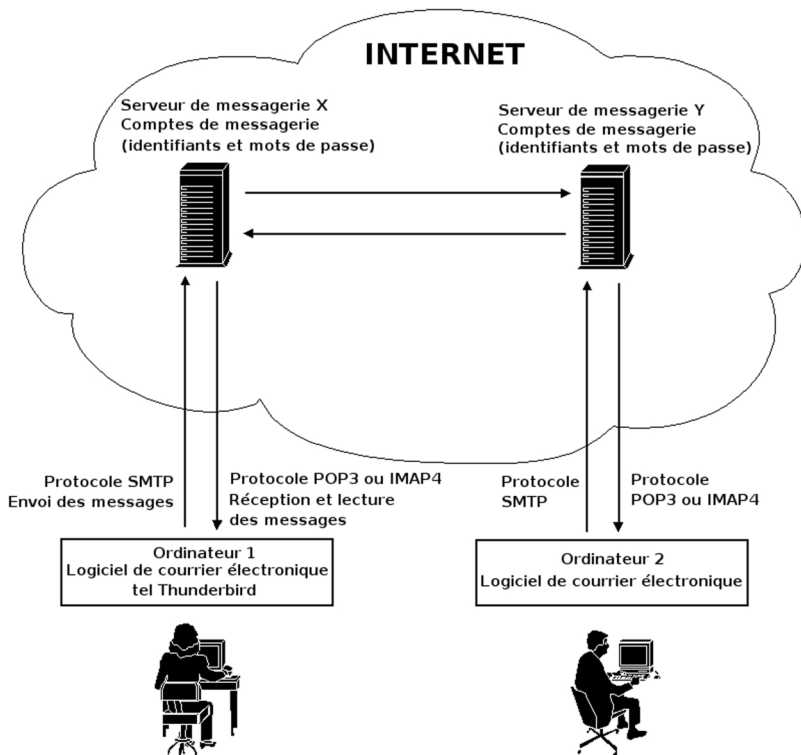 INTERNET
Serveur de messagerie X
Comptes de messagerie
(identifiants et mots de passe)
Serveur de messagerie Y
Comptes de messagerie
(identifiants et mots de passe)
Protocole SMTP
Envoi des messages
Protocole POP3 ou IMAP4
Réception et lecture
des messages
Protocole
SMTP
Protocole
POP3 ou IMAP4
Ordinateur 1
Logiciel de courrier électronique
tel Thunderbird
Ordinateur 2
Logiciel de courrier électronique